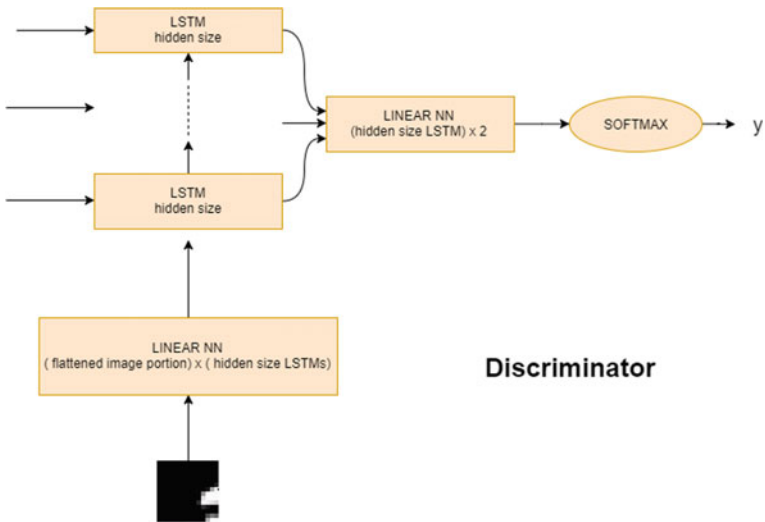 LSTM
hidden size
LINEAR NN
(hidden size LSTM) x 2
SOFTMAX
y
LSTM
hidden size
LINEAR NN
( flattened image portion) x ( hidden size LSTMs)
Discriminator